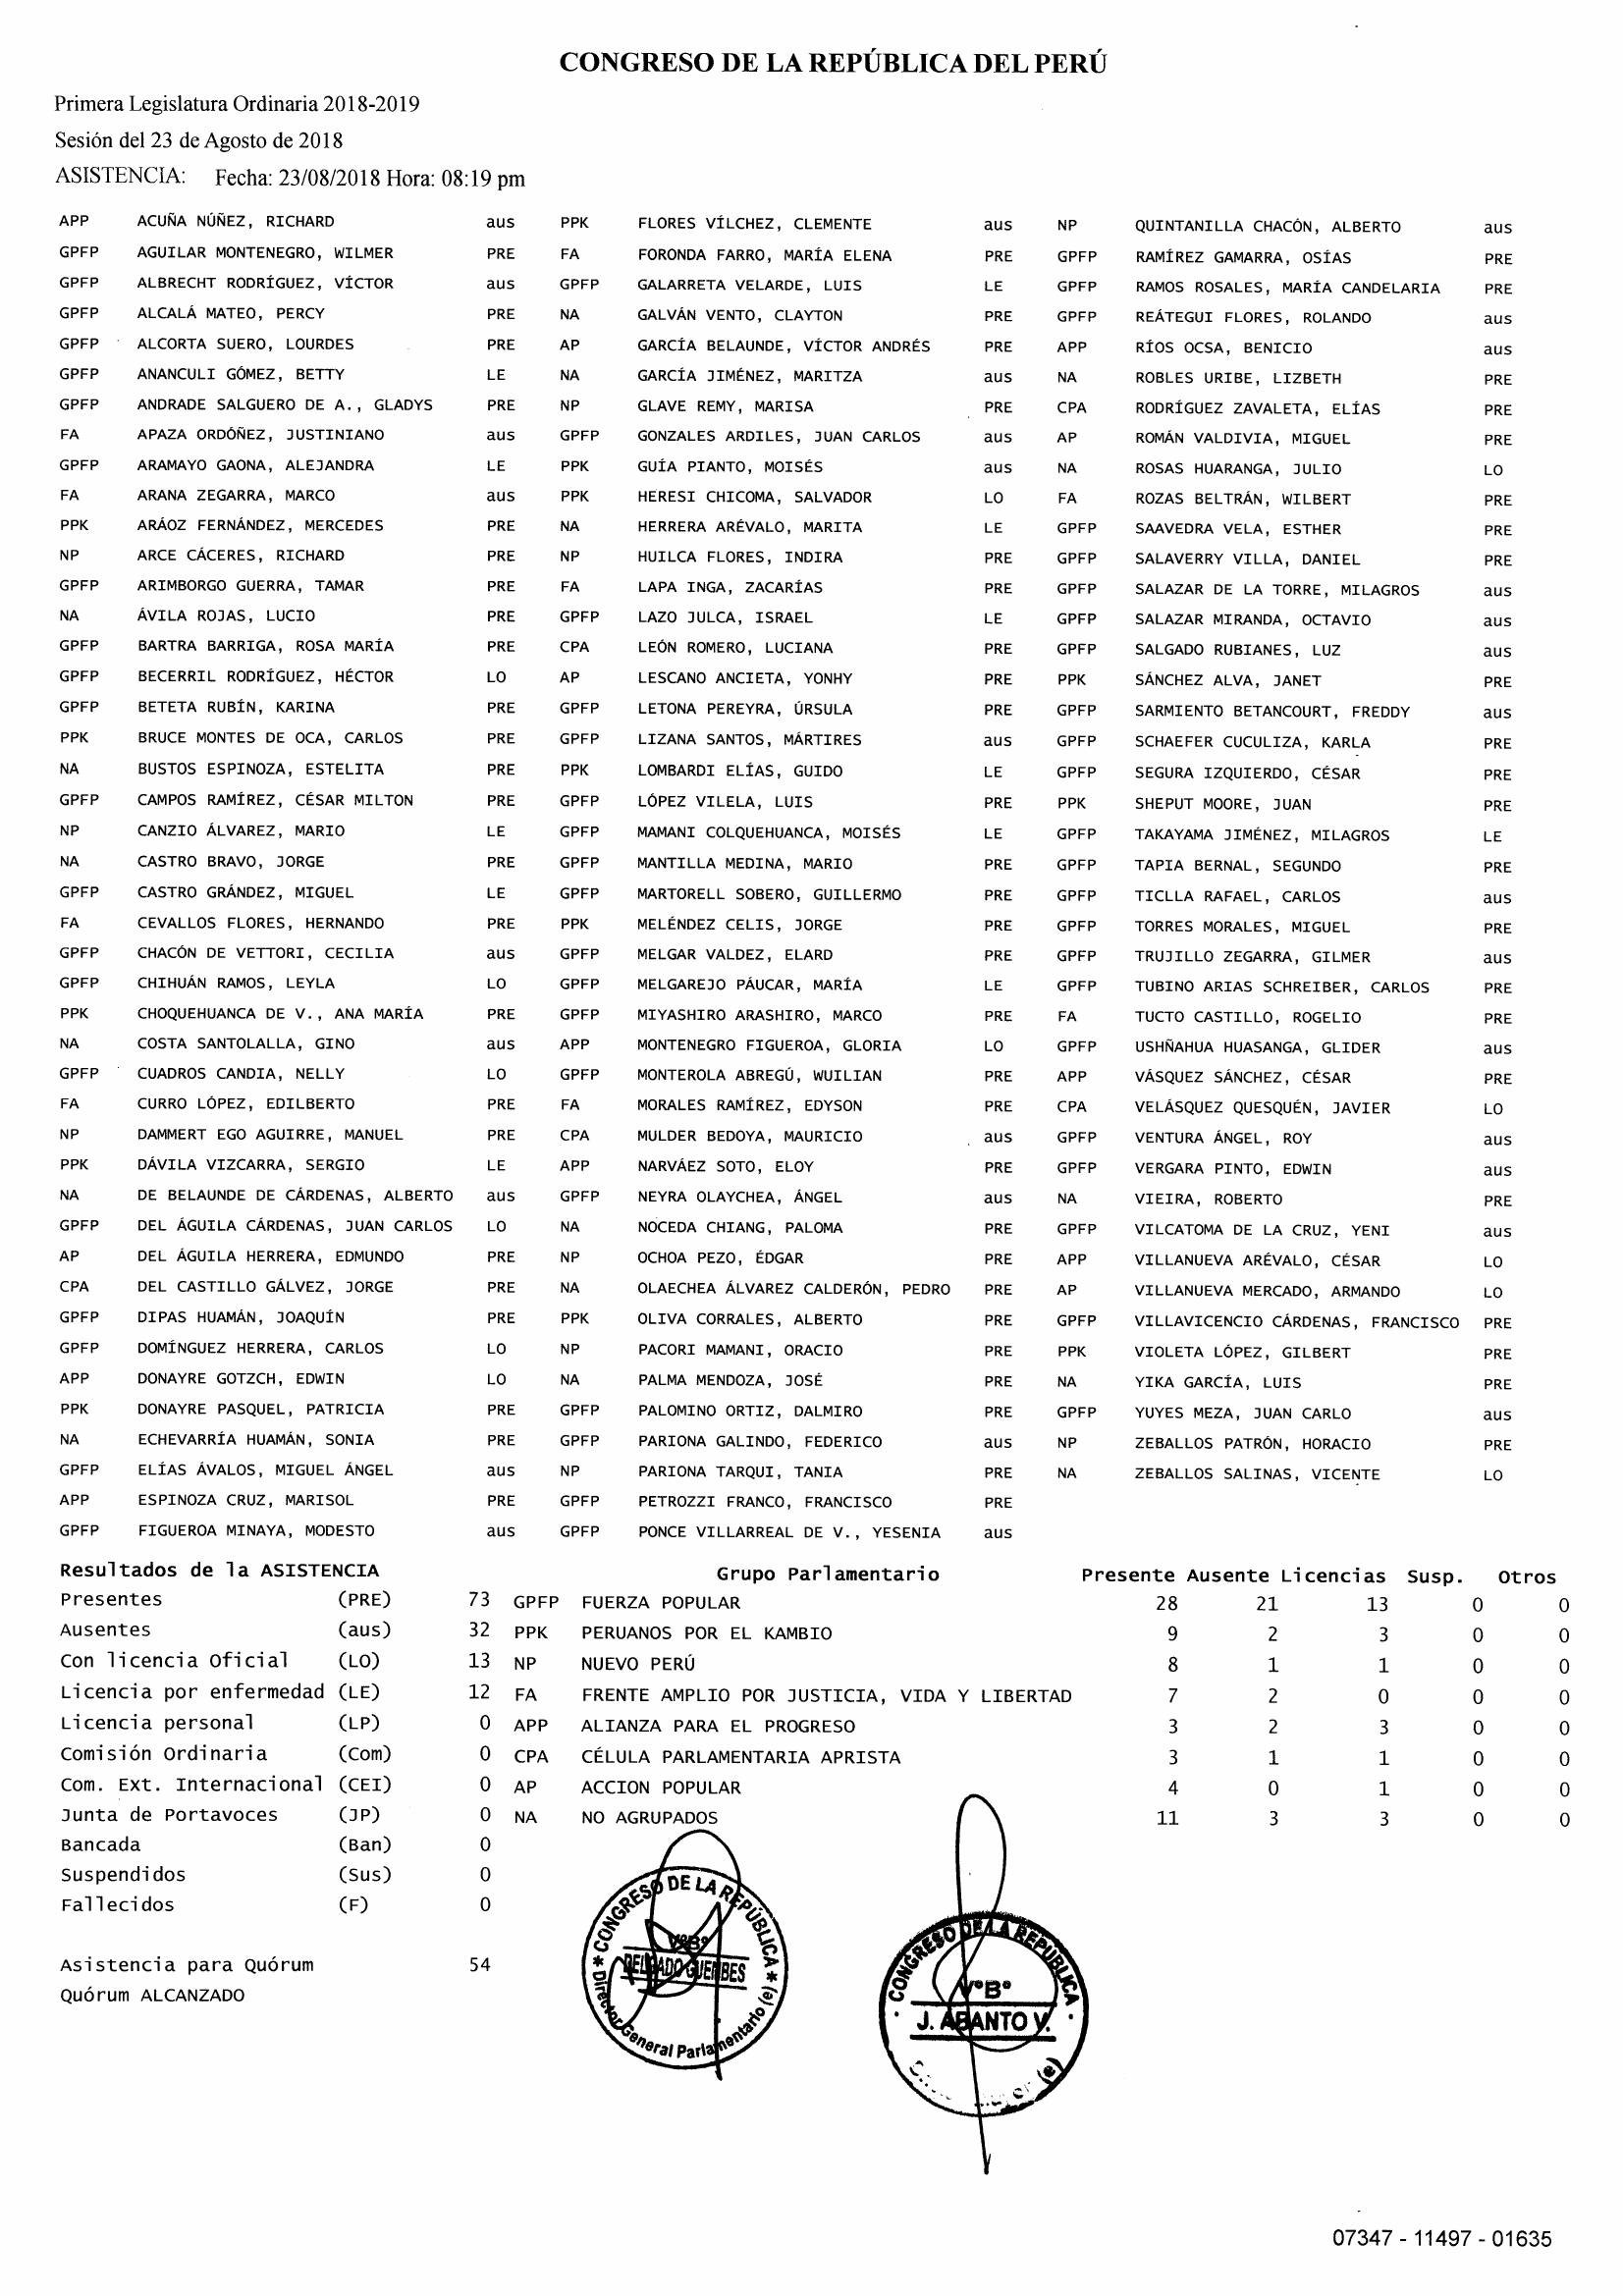 CONGRESO DE LA REPÚBLICA DEL PERÚ
Primera Legislatura Ordinaria 2018-2019
Sesión del 23 de Agosto de 2018
ASISTENCIA: Fecha: 23/08/2018 Hora: 08:19 pm
APP ACUÑA NÚÑEZ, RICHARD aus PPK FLORES VÍLCHEZ, CLEMENTE aus NP QUINTANILLA CHACÓN, ALBERTO aus
GPFP AGUILAR MONTENEGRO, WILMER PRE FA FORONDA FARRO, MARÍA ELENA PRE GPFP RAMÍREZ GAMARRA, OSÍAS PRE
GPFP ALBRECHT RODRÍGUEZ, VÍCTOR aus GPFP GALARRETA VELARDE, LUIS LE GPFP RAMOS ROSALES, MARÍA CANDELARIA PRE
GPFP ALCALÁ MATEO, PERCY PRE NA GALVÁN VENTO, CLAYTON PRE GPFP REÁTEGUI FLORES, ROLANDO aus
GPFP ALCORTA SUERO, LOURDES PRE AP GARCÍA BELAUNDE, VÍCTOR ANDRÉS PRE APP RÍOS OCSA, BENICIO aus
GPFP ANANCULI GÓMEZ, BETTY LE NA GARCÍA JIMÉNEZ, MARITZA aus NA ROBLES URIBE, LIZBETH PRE
GPFP ANDRADE SALGUERO DE A., GLADYS PRE NP GLAVE REMY, MARISA PRE CPA RODRÍGUEZ ZAVALETA, ELÍAS PRE
FA APAZA ORDÓÑEZ, JUSTINIANO aus GPFP GONZALES ARDILES, JUAN CARLOS aus AP ROMÁN VALDIVIA, MIGUEL PRE
GPFP ARAMAYO GAONA, ALEJANDRA LE PPK GUÍA PIANTO, MOISÉS aus NA ROSAS HUARANGA, JULIO LO
FA ARANA ZEGARRA, MARCO aus PPK HERESI CHICOMA, SALVADOR LO FA ROZAS BELTRÁN, WILBERT PRE
PPK ARÁOZ FERNÁNDEZ, MERCEDES PRE NA HERRERA ARÉVALO, MARITA LE GPFP SAAVEDRA VELA, ESTHER PRE
NP ARCE CÁCERES, RICHARD PRE NP HUILCA FLORES, INDIRA PRE GPFP SALAVERRY VILLA, DANIEL PRE
GPFP ARIMBORGO GUERRA, TAMAR PRE FA LAPA INGA, ZACARÍAS PRE GPFP SALAZAR DE LA TORRE, MILAGROS aus
NA ÁVILA ROJAS, LUCIO PRE GPFP LAZO JULCA, ISRAEL LE GPFP SALAZAR MIRANDA, OCTAVIO aus
GPFP BARTRA BARRIGA, ROSA MARÍA PRE CPA LEÓN ROMERO, LUCIANA PRE GPFP SALGADO RUBIANES, LUZ aus
GPFP BECERRIL RODRÍGUEZ, HÉCTOR LO AP LESCANO ANCIETA, YONHY PRE PPK SÁNCHEZ ALVA, JANET PRE
GPFP BETETA RUBÍN, KARINA PRE GPFP LETONA PEREYRA, ÚRSULA PRE GPFP SARMIENTO BETANCOURT, FREDDY aus
PPK BRUCE MONTES DE OCA, CARLOS PRE GPFP LIZANA SANTOS, MÁRTIRES aus GPFP SCHAEFER CUCULIZA, KARLA PRE
NA BUSTOS ESPINOZA, ESTELITA PRE PPK LOMBARDI ELÍAS, GUIDO LE GPFP SEGURA IZQUIERDO, CÉSAR PRE
GPFP CAMPOS RAMÍREZ, CÉSAR MILTON PRE GPFP LÓPEZ VILELA, LUIS PRE PPK SHEPUT MOORE, JUAN PRE
NP CANZIO ÁLVAREZ, MARIO LE GPFP MAMANI COLQUEHUANCA, MOISÉS LE GPFP TAKAYAMA JIMÉNEZ, MILAGROS LE
NA CASTRO BRAVO, JORGE PRE GPFP MANTILLA MEDINA, MARIO PRE GPFP TAPIA BERNAL, SEGUNDO PRE
GPFP CASTRO GRÁNDEZ, MIGUEL LE GPFP MARTORELL SOBERO, GUILLERMO PRE GPFP TICLLA RAFAEL, CARLOS aus
FA CEVALLOS FLORES, HERNANDO PRE PPK MELÉNDEZ CELIS, JORGE PRE GPFP TORRES MORALES, MIGUEL PRE
GPFP CHACÓN DE VETTORI, CECILIA aus GPFP MELGAR VALDEZ, ELARD PRE GPFP TRUJILLO ZEGARRA, GILMER aus
GPFP CHIHUÁN RAMOS, LEYLA LO GPFP MELGAREJO PÁUCAR, MARÍA LE GPFP TUBINO ARIAS SCHREIBER, CARLOS PRE
PPK CHOQUEHUANCA DE V., ANA MARÍA PRE GPFP MIYASHIRO ARASHIRO, MARCO PRE FA TUCTO CASTILLO, ROGELIO PRE
NA COSTA SANTOLALLA, GINO aus APP MONTENEGRO FIGUEROA, GLORIA LO GPFP USHÑAHUA HUASANGA, GLIDER aus
GPFP CUADROS CANDIA, NELLY LO GPFP MONTEROLA ABREGÚ, WUILIAN PRE APP VÁSQUEZ SÁNCHEZ, CÉSAR PRE
FA CURRO LÓPEZ, EDILBERTO PRE FA MORALES RAMÍREZ, EDYSON PRE CPA VELÁSQUEZ QUESQUÉN, JAVIER LO
NP DAMMERT EGO AGUIRRE, MANUEL PRE CPA MULDER BEDOYA, MAURICIO aus GPFP VENTURA ÁNGEL, ROY aus
PPK DÁVILA VIZCARRA, SERGIO LE APP NARVÁEZ SOTO, ELOY PRE GPFP VERGARA PINTO, EDWIN aus
NA DE BELAUNDE DE CÁRDENAS, ALBERTO aus GPFP NEYRA OLAYCHEA, ÁNGEL aus NA VIEIRA, ROBERTO PRE
GPFP DEL ÁGUILA CÁRDENAS, JUAN CARLOS LO NA NOCEDA CHIANG, PALOMA PRE GPFP VILCATOMA DE LA CRUZ, YENI aus
AP DEL ÁGUILA HERRERA, EDMUNDO PRE NP OCHOA PEZO, ÉDGAR PRE APP VILLANUEVA ARÉVALO, CÉSAR LO
CPA DEL CASTILLO GÁLVEZ, JORGE PRE NA OLAECHEA ÁLVAREZ CALDERÓN, PEDRO PRE AP VILLANUEVA MERCADO, ARMANDO LO
GPFP DIPAS HUAMÁN, JOAQUÍN PRE PPK OLIVA CORRALES, ALBERTO PRE GPFP VILLAVICENCIO CÁRDENAS, FRANCISCO PRE
GPFP DOMÍNGUEZ HERRERA, CARLOS LO NP PACORI MAMANI, ORACIO PRE PPK VIOLETA LÓPEZ, GILBERT PRE
APP DONAYRE GOTZCH, EDWIN LO NA PALMA MENDOZA, JOSÉ PRE NA YIKA GARCÍA, LUIS PRE
PPK DONAYRE PASQUEL, PATRICIA PRE GPFP PALOMINO ORTIZ, DALMIRO PRE GPFP YUYES MEZA, JUAN CARLO aus
NA ECHEVARRÍA HUAMÁN, SONIA PRE GPFP PARIONA GALINDO, FEDERICO aus NP ZEBALLOS PATRÓN, HORACIO PRE
GPFP ELÍAS ÁVALOS, MIGUEL ÁNGEL aus NP PARIONA TARQUI, TANIA PRE NA ZEBALLOS SALINAS, VICENTE LO
APP ESPINOZA CRUZ, MARISOL PRE GPFP PETROZZI FRANCO, FRANCISCO PRE
GPFP FIGUEROA MINAYA, MODESTO aus GPFP PONCE VILLARREAL DE V., YESENIA aus
Resultados de la ASISTENCIA Grupo Parlamentario Presente Ausente Licencias Susp. Otros
Presentes (PRE) 73 GPFP FUERZA POPULAR 28 21 13 0 0
Ausentes (aus) 32 PPK PERUANOS POR EL KAMBIO 9 2 3 0 0
Con licencia Oficial (LO) 13 NP NUEVO PERÚ 8 1 1 0 0
Licencia por enfermedad (LE) 12 FA FRENTE AMPLIO POR JUSTICIA, VIDA Y LIBERTAD 7 2 0 0 0
Licencia personal (LP) 0 APP ALIANZA PARA EL PROGRESO 3 2 3 0 0
Comisión Ordinaria (Com) 0 CPA CÉLULA PARLAMENTARIA APRISTA 3 1 1 0 0
Com. Ext. Internacional (CEI) 0 AP ACCION POPULAR 4 0 1 0 0
Junta de Portavoces (JP) 0 NA NO AGRUPADOS 11 3 3 0 0
Bancada (Ban) 0
Suspendidos (Sus) 0
Fallecidos (F) 0
Asistencia para Quórum 54
Quórum ALCANZADO
CONGRESO DE LA REPÚBLICA
VºBº
DELGADO GUEMBES
Director General Parlamentario (e)
CONGRESO DE LA REPÚBLICA
VºBº
J. ABANTO V.
(e)
07347 - 11497 - 01635